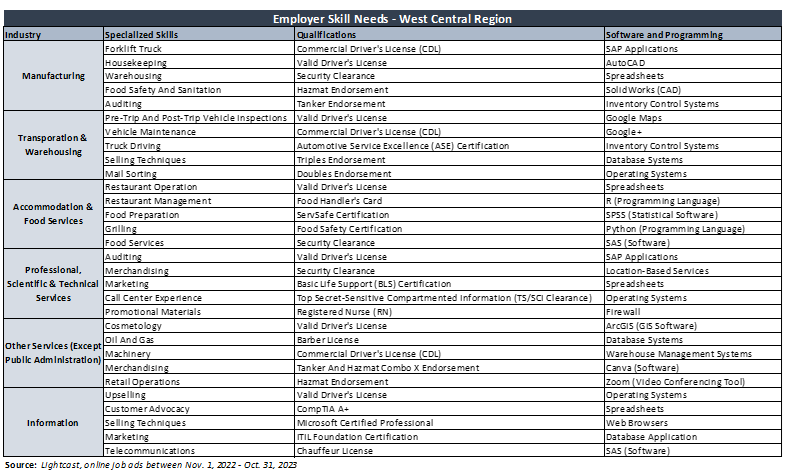 Employer Skill Needs - West Central Region
Industry Specialized Skills Qualifications Software and Programming
Manufacturing
Forklift Truck Commercial Driver's License (CDL) SAP Applications
Housekeeping Valid Driver's License AutoCAD
Warehousing Security Clearance Spreadsheets
Food Safety And Sanitation Hazmat Endorsement SolidWorks (CAD)
Auditing Tanker Endorsement Inventory Control Systems
Transporation & Warehousing
Pre-Trip And Post-Trip Vehicle Inspections Valid Driver's License Google Maps
Vehicle Maintenance Commercial Driver's License (CDL) Google+
Truck Driving Automotive Service Excellence (ASE) Certification Inventory Control Systems
Selling Techniques Triples Endorsement Database Systems
Mail Sorting Doubles Endorsement Operating Systems
Accommodation & Food Services
Restaurant Operation Valid Driver's License Spreadsheets
Restaurant Management Food Handler's Card R (Programming Language)
Food Preparation ServSafe Certification SPSS (Statistical Software)
Grilling Food Safety Certification Python (Programming Language)
Food Services Security Clearance SAS (Software)
Professional, Scientific & Technical Services
Auditing Valid Driver's License SAP Applications
Merchandising Security Clearance Location-Based Services
Marketing Basic Life Support (BLS) Certification Spreadsheets
Call Center Experience Top Secret-Sensitive Compartmented Information (TS/SCI Clearance) Operating Systems
Promotional Materials Registered Nurse (RN) Firewall
Other Services (Except Public Administration)
Cosmetology Valid Driver's License ArcGIS (GIS Software)
Oil And Gas Barber License Database Systems
Machinery Commercial Driver's License (CDL) Warehouse Management Systems
Merchandising Tanker And Hazmat Combo X Endorsement Canva (Software)
Retail Operations Hazmat Endorsement Zoom (Video Conferencing Tool)
Information
Upselling Valid Driver's License Operating Systems
Customer Advocacy CompTIA A+ Spreadsheets
Selling Techniques Microsoft Certified Professional Web Browsers
Marketing ITIL Foundation Certification Database Application
Telecommunications Chauffeur License SAS (Software)
Source: Lightcast, online job ads between Nov. 1, 2022 - Oct. 31, 2023